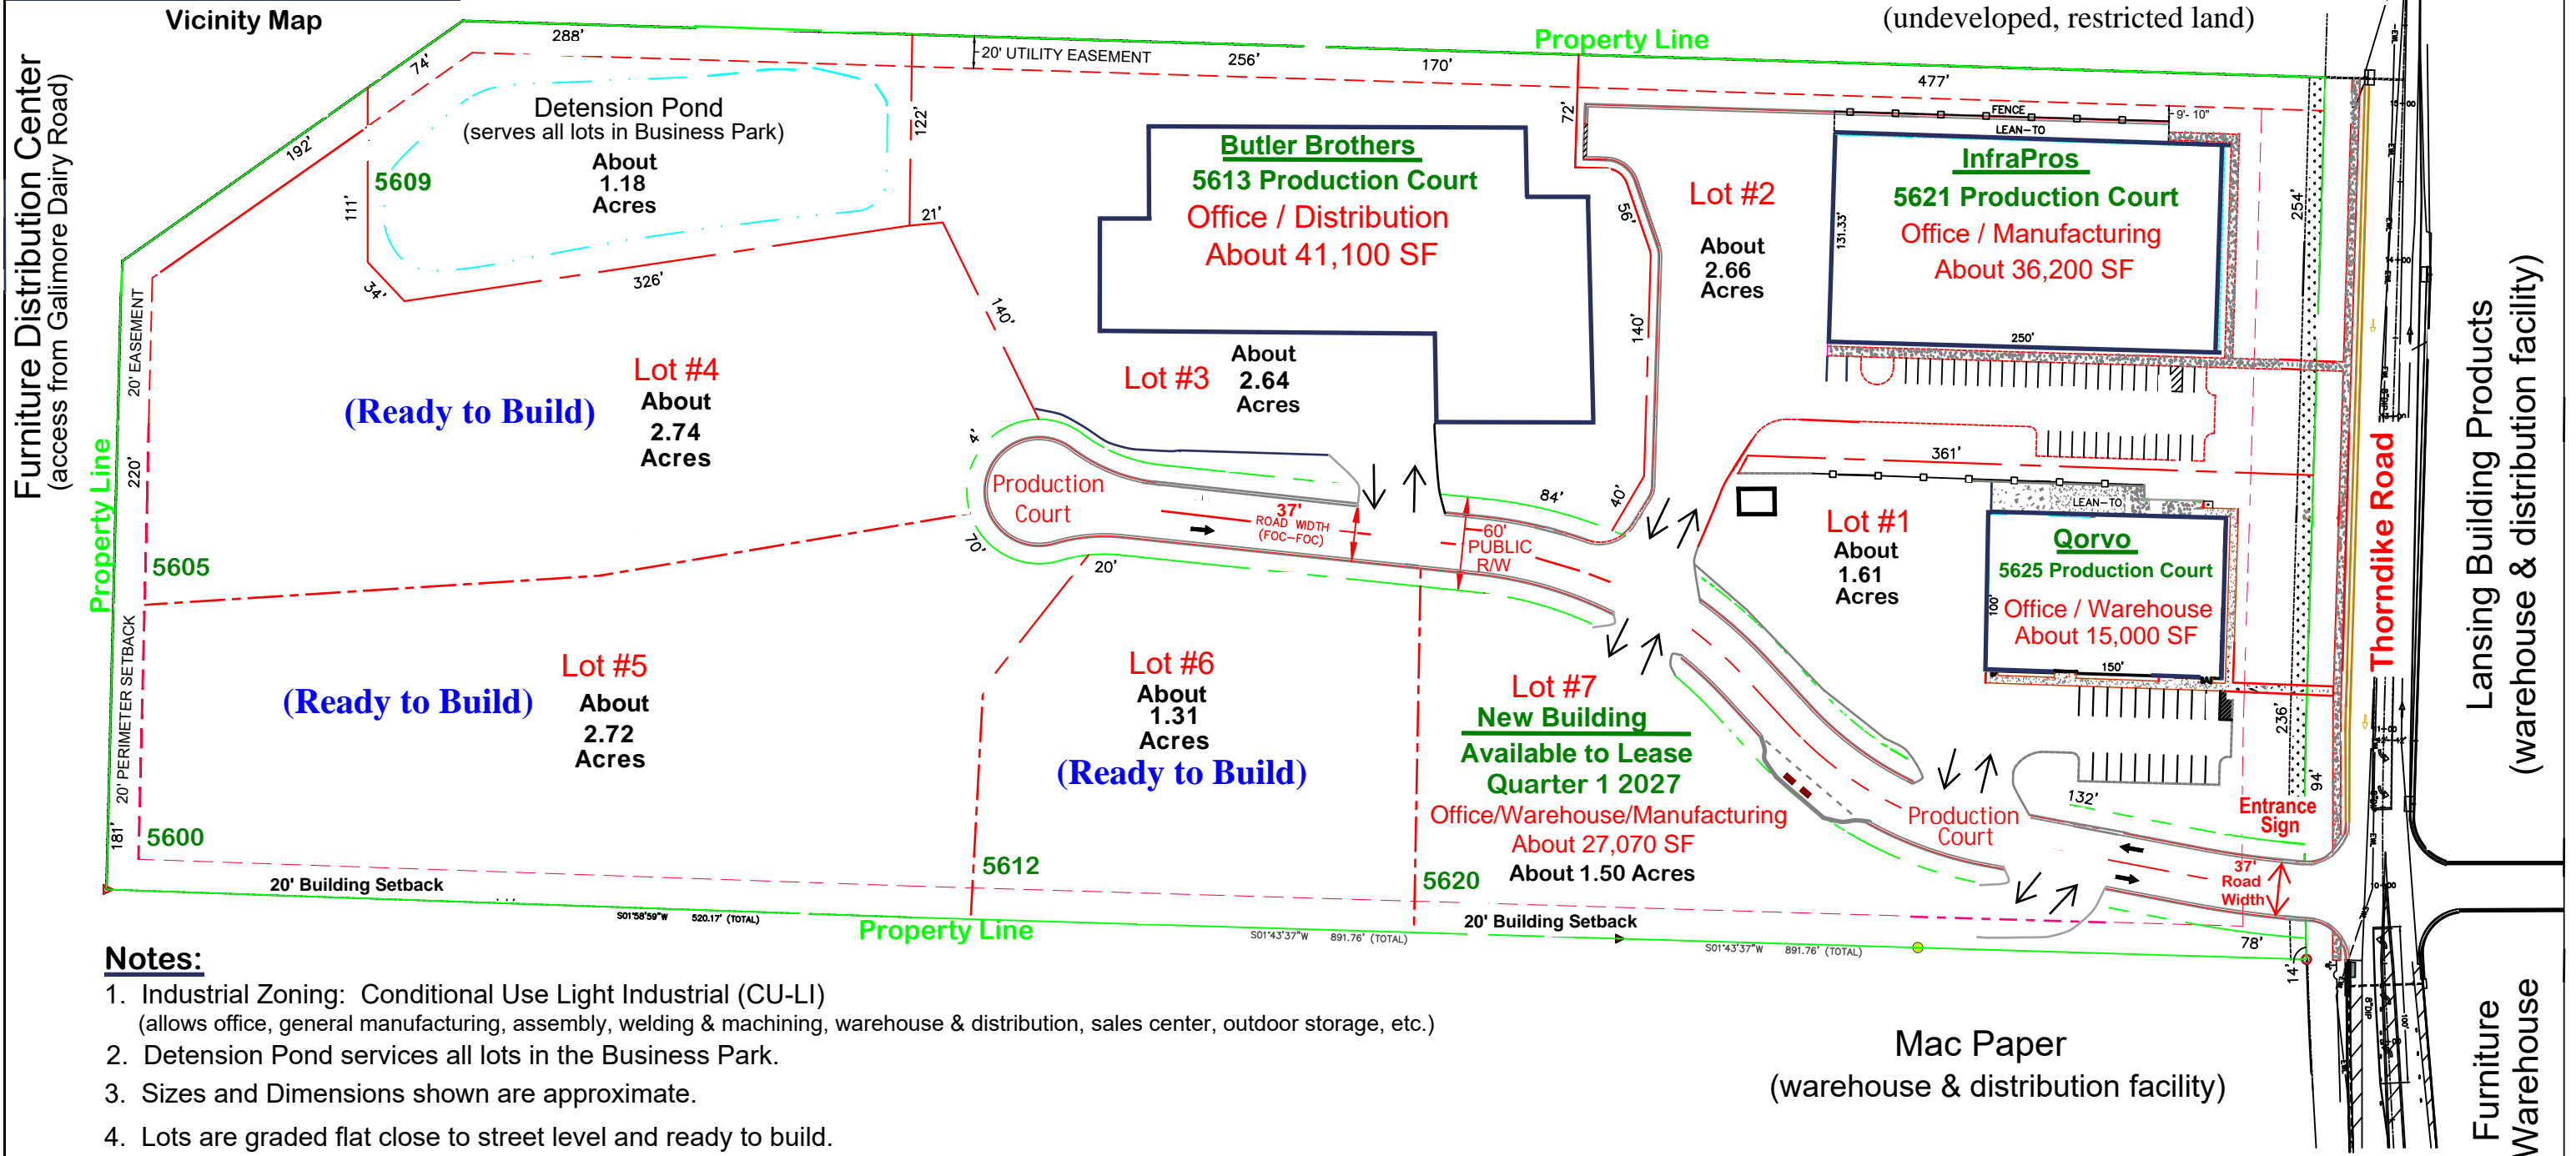 Vicinity Map
(undeveloped, restricted land)
Property Line
288'
20' UTILITY EASEMENT
256'
170'
477'
74'
192'
Furniture Distribution Center
(access from Galimore Dairy Road)
Detension Pond
(serves all lots in Business Park)
About
1.18
Acres
5609
111'
34'
326'
122'
21'
140'
Butler Brothers
5613 Production Court
Office / Distribution
About 41,100 SF
Lot #3
About
2.64
Acres
72'
56'
140'
40'
84'
Lot #2
About
2.66
Acres
FENCE
LEAN-TO
9'- 10"
InfraPros
5621 Production Court
Office / Manufacturing
About 36,200 SF
131.33'
250'
254'
Lansing Building Products
(warehouse & distribution facility)
Thorndike Road
20' EASEMENT
220'
Property Line
Lot #4
About
2.74
Acres
(Ready to Build)
5605
4'
70'
20'
Production
Court
37'
ROAD WIDTH
(FOC-FOC)
60'
PUBLIC
R/W
361'
LEAN-TO
Lot #1
About
1.61
Acres
Qorvo
5625 Production Court
Office / Warehouse
About 15,000 SF
100'
150'
236'
94'
20' PERIMETER SETBACK
181'
Lot #5
About
2.72
Acres
(Ready to Build)
5600
Lot #6
About
1.31
Acres
(Ready to Build)
5612
Lot #7
New Building
Available to Lease
Quarter 1 2027
Office/Warehouse/Manufacturing
About 27,070 SF
About 1.50 Acres
5620
Production
Court
132'
Entrance
Sign
37'
Road
Width
78'
14'
20' Building Setback
20' Building Setback
S01°58'59"W 520.17' (TOTAL)
Property Line
S01°43'37"W 891.76' (TOTAL)
S01°43'37"W 891.76' (TOTAL)
Mac Paper
(warehouse & distribution facility)
Furniture
Warehouse
Notes:
1. Industrial Zoning: Conditional Use Light Industrial (CU-LI)
(allows office, general manufacturing, assembly, welding & machining, warehouse & distribution, sales center, outdoor storage, etc.)
2. Detension Pond services all lots in the Business Park.
3. Sizes and Dimensions shown are approximate.
4. Lots are graded flat close to street level and ready to build.